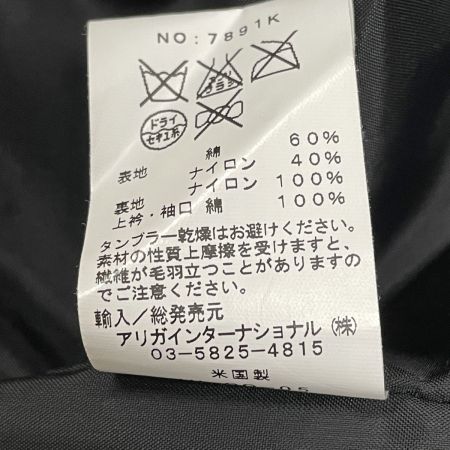 NO:7891K
ドライ
セキユ系
表地 綿 60%
ナイロン 40%
裏地 ナイロン 100%
上衿・袖口 綿 100%
タンブラー乾燥はお避けください。
素材の性質上摩擦を受けますと、
繊維が毛羽立つことがありますの
でご注意ください。
輸入/総発売元
アリガインターナショナル(株)
03-5825-4815
米国製